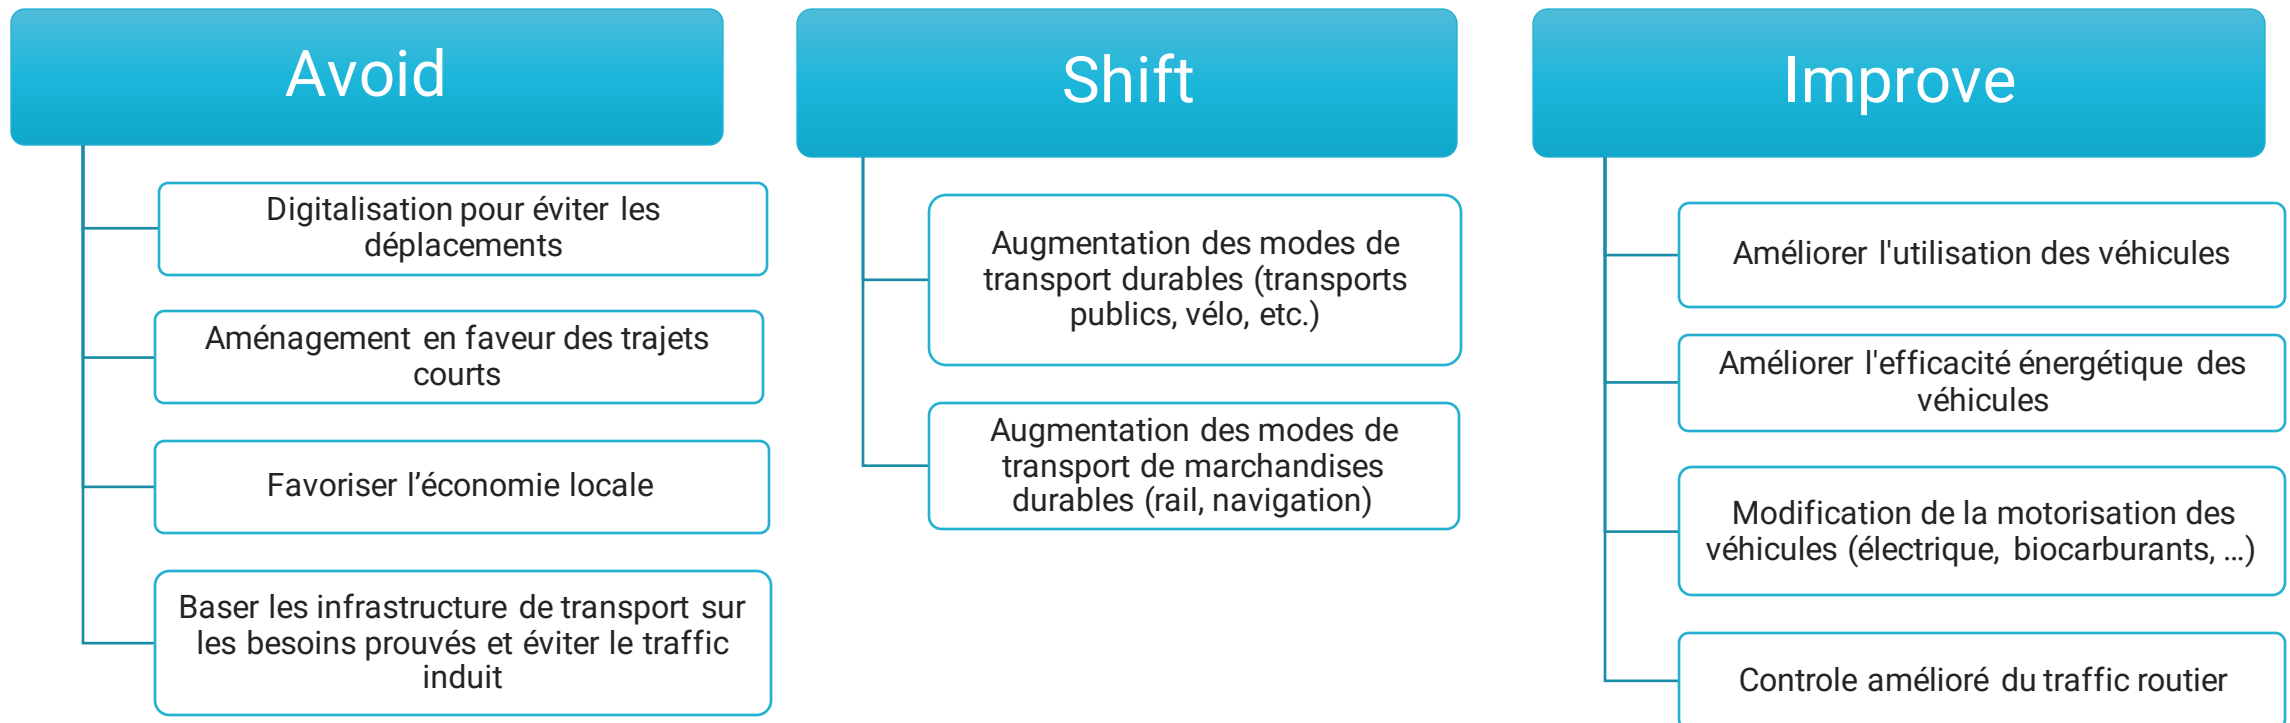 Avoid
Digitalisation pour éviter les
déplacements
Aménagement en faveur des trajets
courts
Favoriser l’économie locale
Baser les infrastructure de transport sur
les besoins prouvés et éviter le traffic
induit
Shift
Augmentation des modes de
transport durables (transports
publics, vélo, etc.)
Augmentation des modes de
transport de marchandises
durables (rail, navigation)
Improve
Améliorer l'utilisation des véhicules
Améliorer l'efficacité énergétique des
véhicules
Modification de la motorisation des
véhicules (électrique, biocarburants, ...)
Controle amélioré du traffic routier